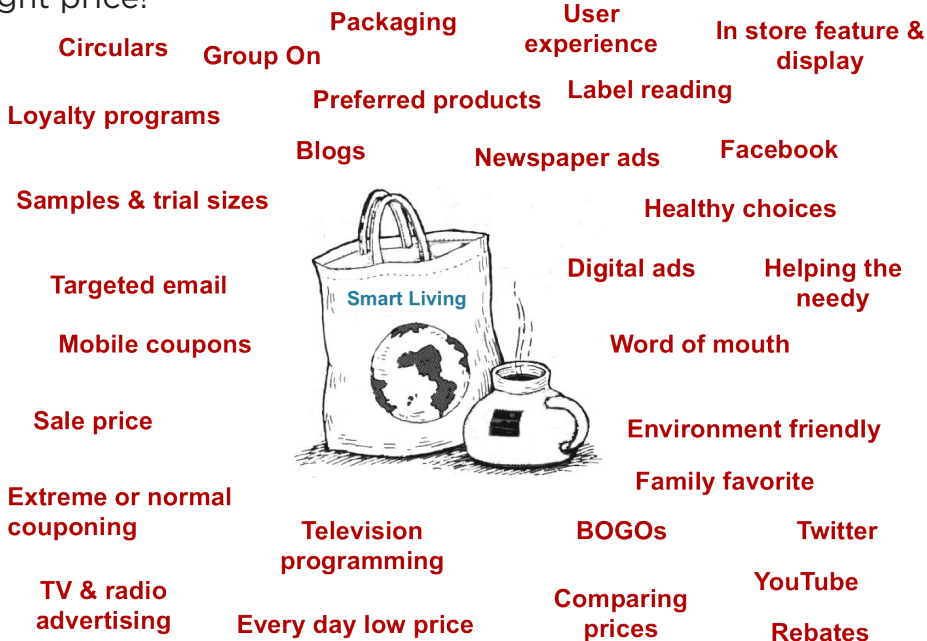 ght price!
Packaging
User
experience
In store feature &
display
Circulars
Group On
Preferred products
Label reading
Loyalty programs
Blogs
Newspaper ads
Facebook
Samples & trial sizes
Healthy choices
Targeted email
Smart Living
Digital ads
Helping the
needy
Mobile coupons
Word of mouth
Sale price
Environment friendly
Family favorite
Extreme or normal
couponing
Television
programming
BOGOs
Twitter
TV & radio
advertising
Every day low price
Comparing
prices
YouTube
Rebates